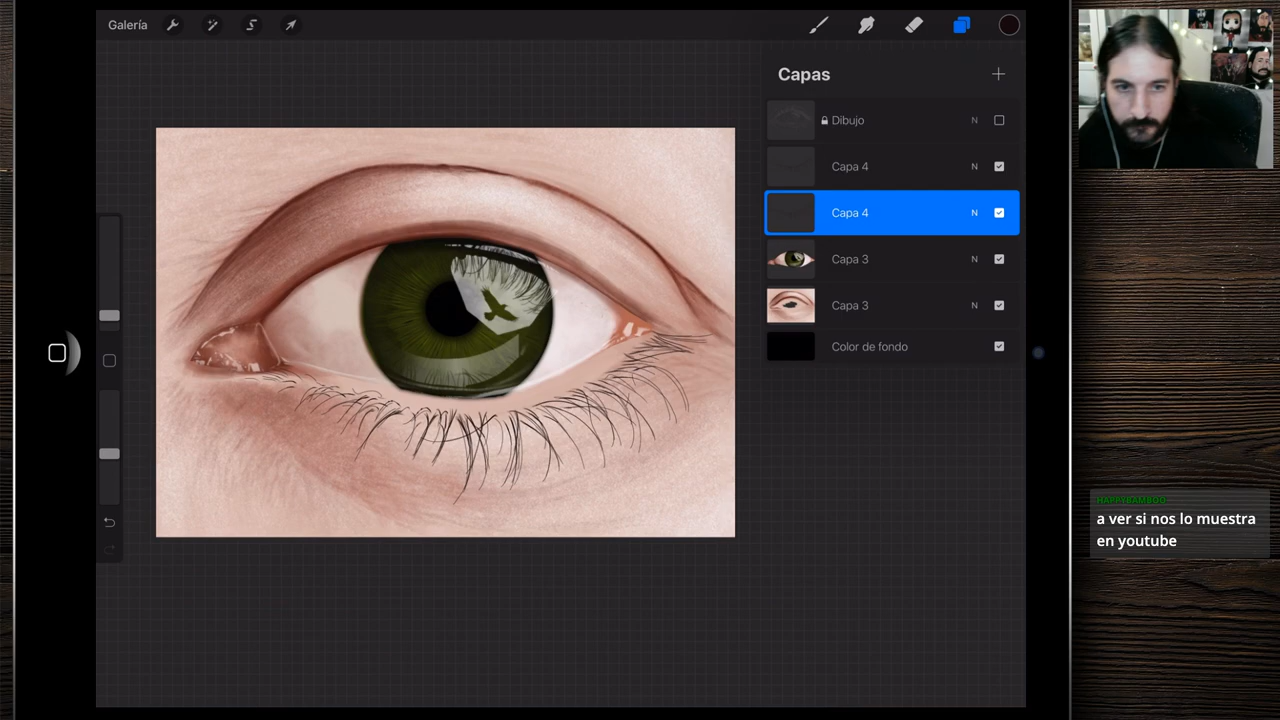 Galería
Capas
Dibujo N
Capa 4 N
Capa 4 N
Capa 3 N
Capa 3 N
Color de fondo
HAPPYBAMBOO
a ver si nos lo muestra
en youtube